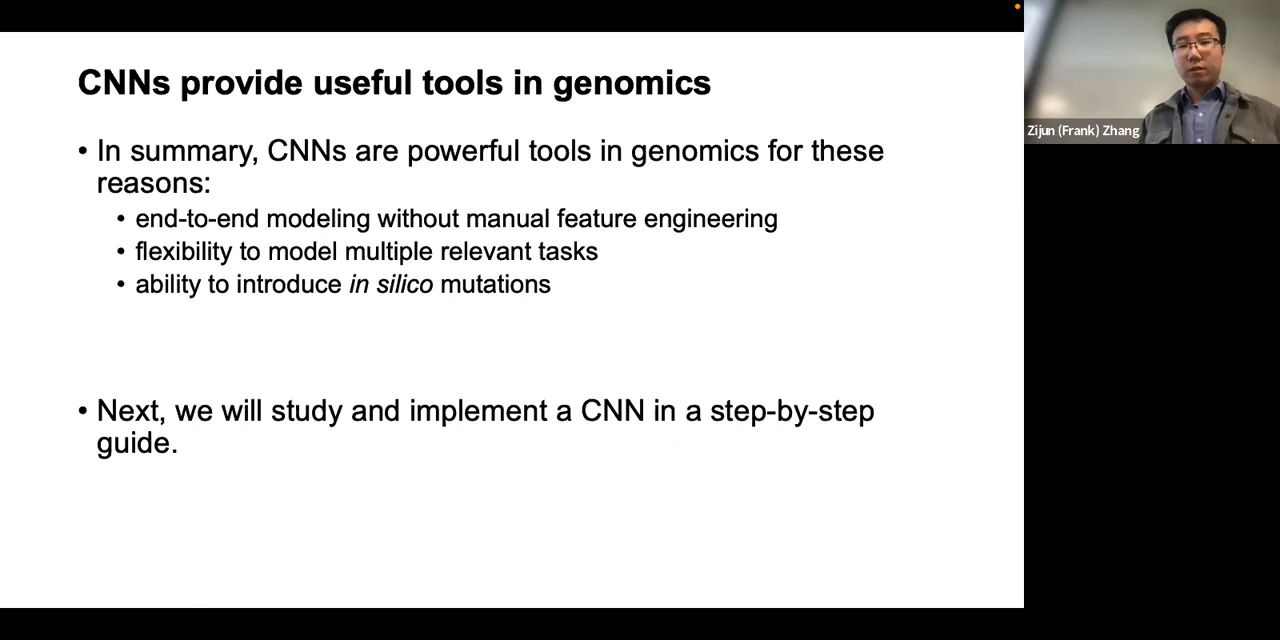 CNNs provide useful tools in genomics
• In summary, CNNs are powerful tools in genomics for these
reasons:
• end-to-end modeling without manual feature engineering
• flexibility to model multiple relevant tasks
• ability to introduce in silico mutations
• Next, we will study and implement a CNN in a step-by-step
guide.
Zijun (Frank) Zhang